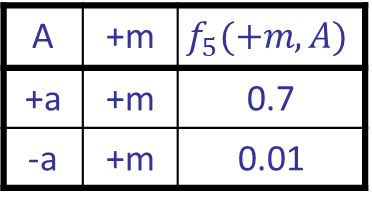 A +m f₅(+m, A)
+a +m 0.7
-a +m 0.01